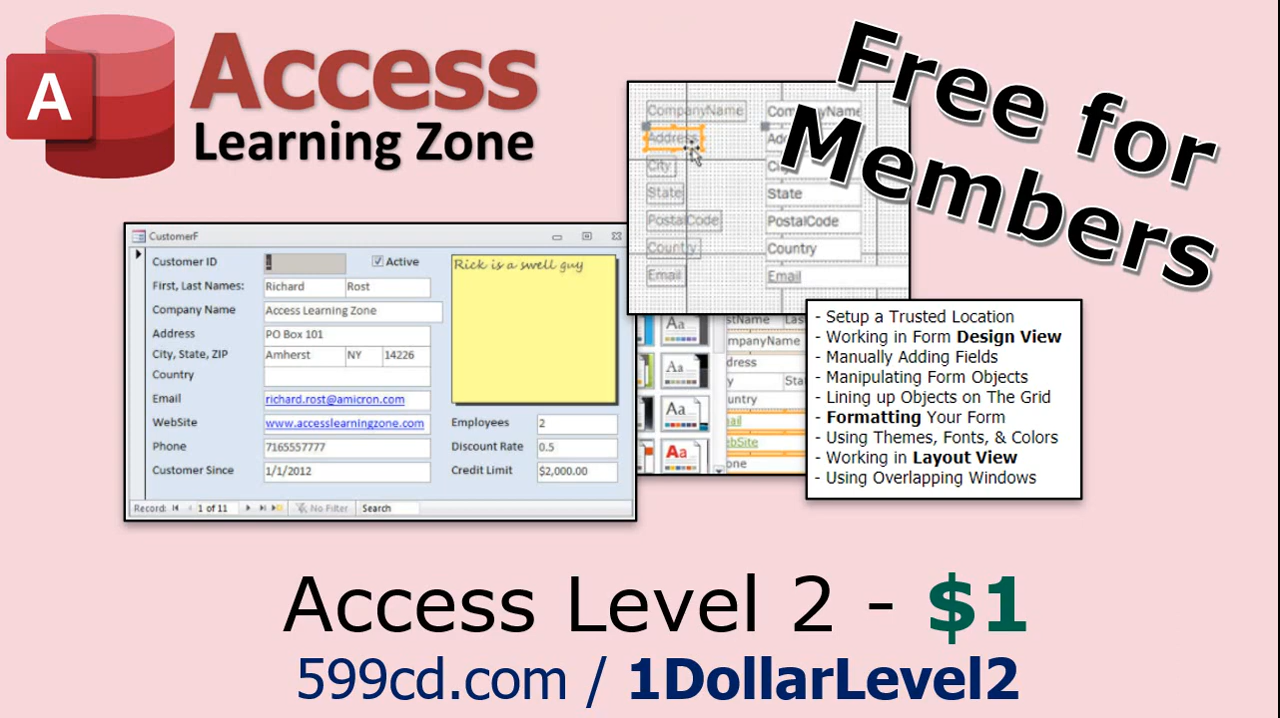 A
Access
Learning Zone
Free for
Members
CompanyName CompanyName
Address
City
State State
PostalCode PostalCode
Country Country
Email Email
CustomerF
Customer ID
Active
First, Last Names: Richard Rost
Company Name Access Learning Zone
Address PO Box 101
City, State, ZIP Amherst NY 14226
Country
Email richard.rost@amicron.com
WebSite www.accesslearningzone.com
Phone 7165557777
Customer Since 1/1/2012
Rick is a swell guy
Employees 2
Discount Rate 0.5
Credit Limit $2,000.00
Record: 1 of 11 No Filter Search
Aa
Aa
Aa
Aa
- Setup a Trusted Location
- Working in Form Design View
- Manually Adding Fields
- Manipulating Form Objects
- Lining up Objects on The Grid
- Formatting Your Form
- Using Themes, Fonts, & Colors
- Working in Layout View
- Using Overlapping Windows
Access Level 2 - $1
599cd.com / 1DollarLevel2